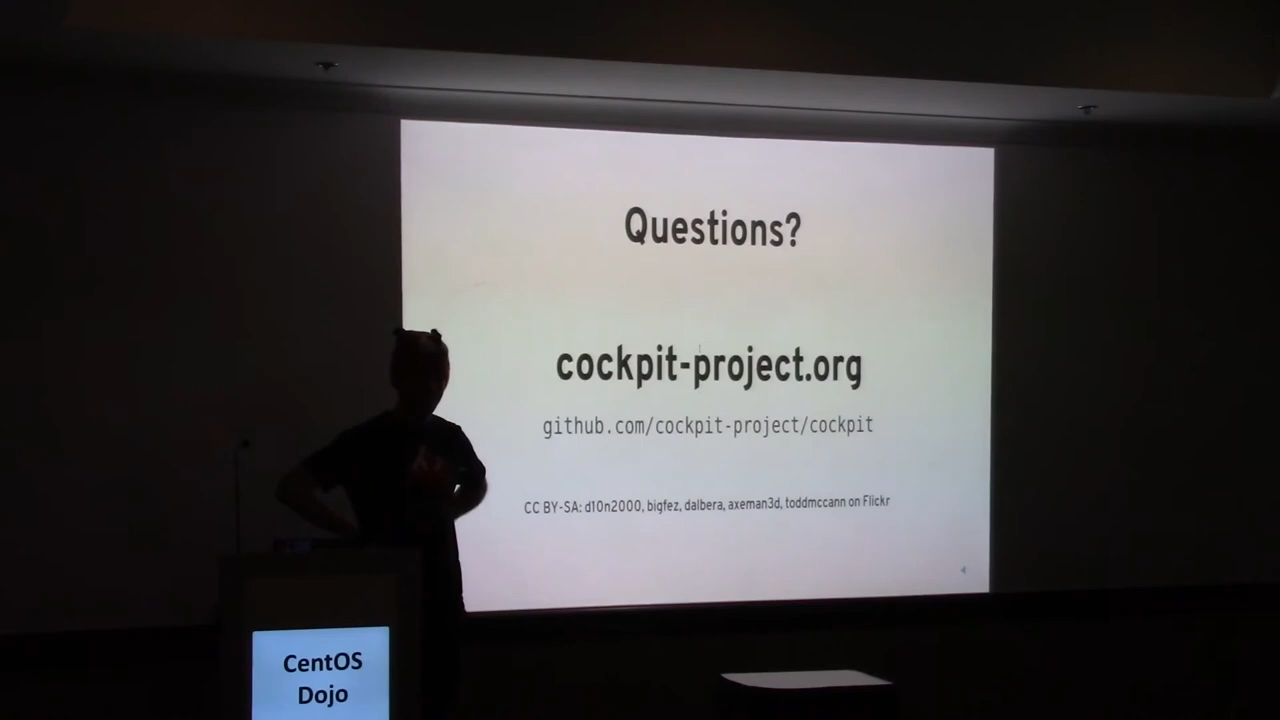 Questions?
cockpit-project.org
github.com/cockpit-project/cockpit
CC BY-SA: d10n2000, bigfez, dalbera, axeman3d, toddmccann on Flickr
CentOS
Dojo